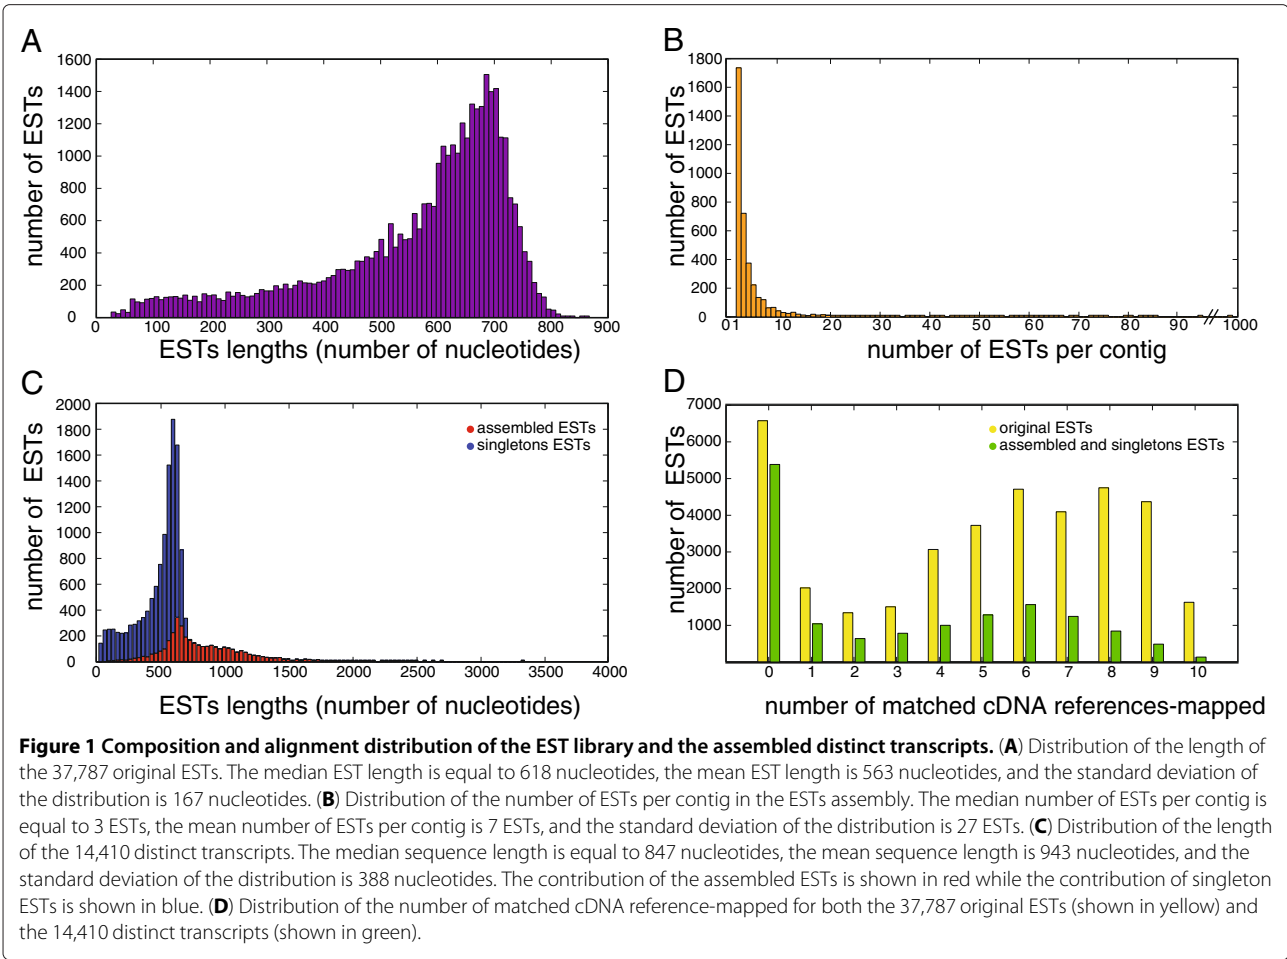 A
1600
1400
1200
1000
800
600
400
200
0
number of ESTs
0 100 200 300 400 500 600 700 800 900
ESTs lengths (number of nucleotides)
B
1800
1600
1400
1200
1000
800
600
400
200
0
number of ESTs
01 10 20 30 40 50 60 70 80 90 // 1000
number of ESTs per contig
C
2000
1800
1600
1400
1200
1000
800
600
400
200
0
number of ESTs
assembled ESTs
singletons ESTs
0 500 1000 1500 2000 2500 3000 3500 4000
ESTs lengths (number of nucleotides)
D
7000
6000
5000
4000
3000
2000
1000
number of ESTs
original ESTs
assembled and singletons ESTs
0 1 2 3 4 5 6 7 8 9 10
number of matched cDNA references-mapped
Figure 1 Composition and alignment distribution of the EST library and the assembled distinct transcripts. (A) Distribution of the length of
the 37,787 original ESTs. The median EST length is equal to 618 nucleotides, the mean EST length is 563 nucleotides, and the standard deviation of
the distribution is 167 nucleotides. (B) Distribution of the number of ESTs per contig in the ESTs assembly. The median number of ESTs per contig is
equal to 3 ESTs, the mean number of ESTs per contig is 7 ESTs, and the standard deviation of the distribution is 27 ESTs. (C) Distribution of the length
of the 14,410 distinct transcripts. The median sequence length is equal to 847 nucleotides, the mean sequence length is 943 nucleotides, and the
standard deviation of the distribution is 388 nucleotides. The contribution of the assembled ESTs is shown in red while the contribution of singleton
ESTs is shown in blue. (D) Distribution of the number of matched cDNA reference-mapped for both the 37,787 original ESTs (shown in yellow) and
the 14,410 distinct transcripts (shown in green).